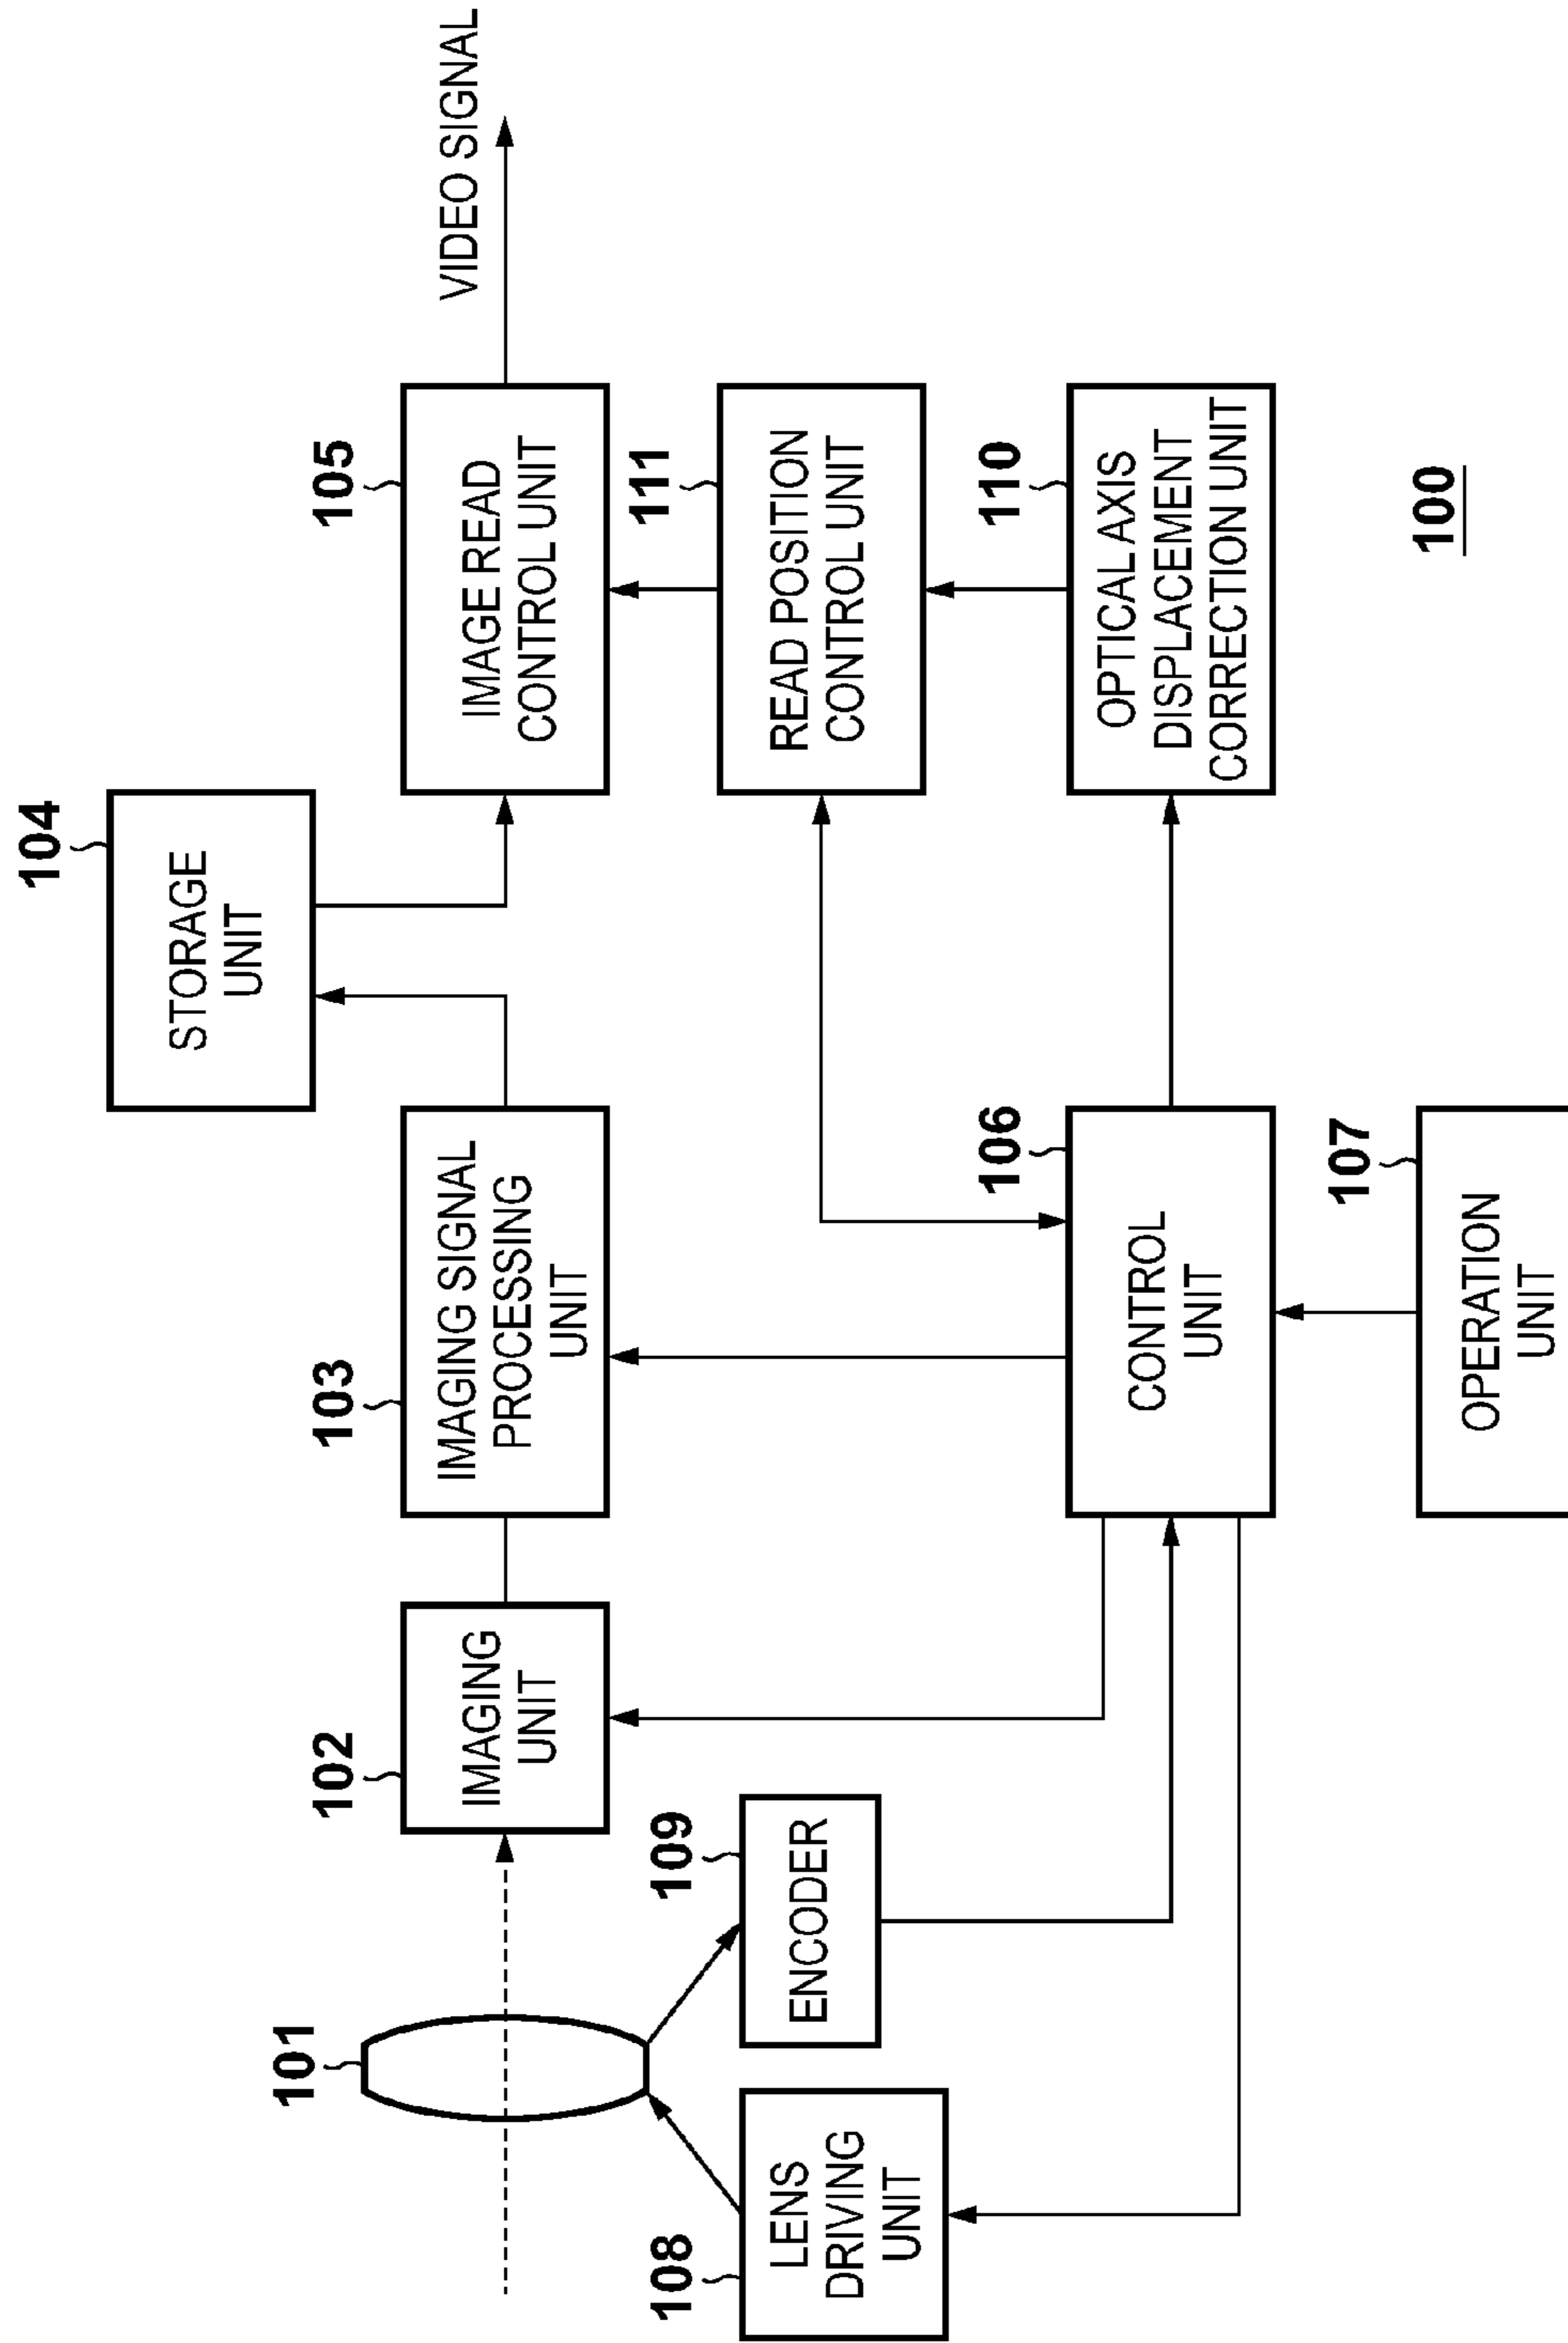 104
STORAGE
UNIT
101
102
IMAGING
UNIT
103
IMAGING SIGNAL
PROCESSING
UNIT
105
IMAGE READ
CONTROL UNIT
VIDEO SIGNAL
108
LENS
DRIVING
UNIT
109
ENCODER
111
READ POSITION
CONTROL UNIT
106
CONTROL
UNIT
110
OPTICAL AXIS
DISPLACEMENT
CORRECTION UNIT
107
OPERATION
UNIT
100